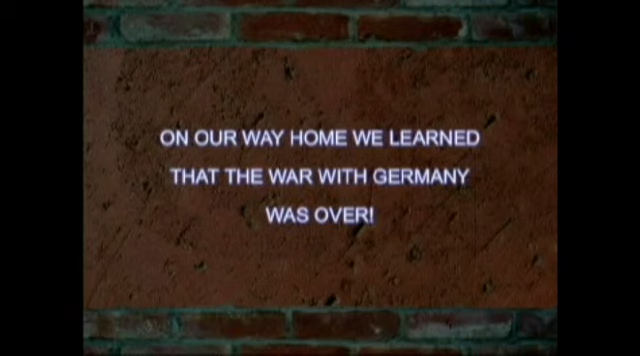 ON OUR WAY HOME WE LEARNED
THAT THE WAR WITH GERMANY
WAS OVER!